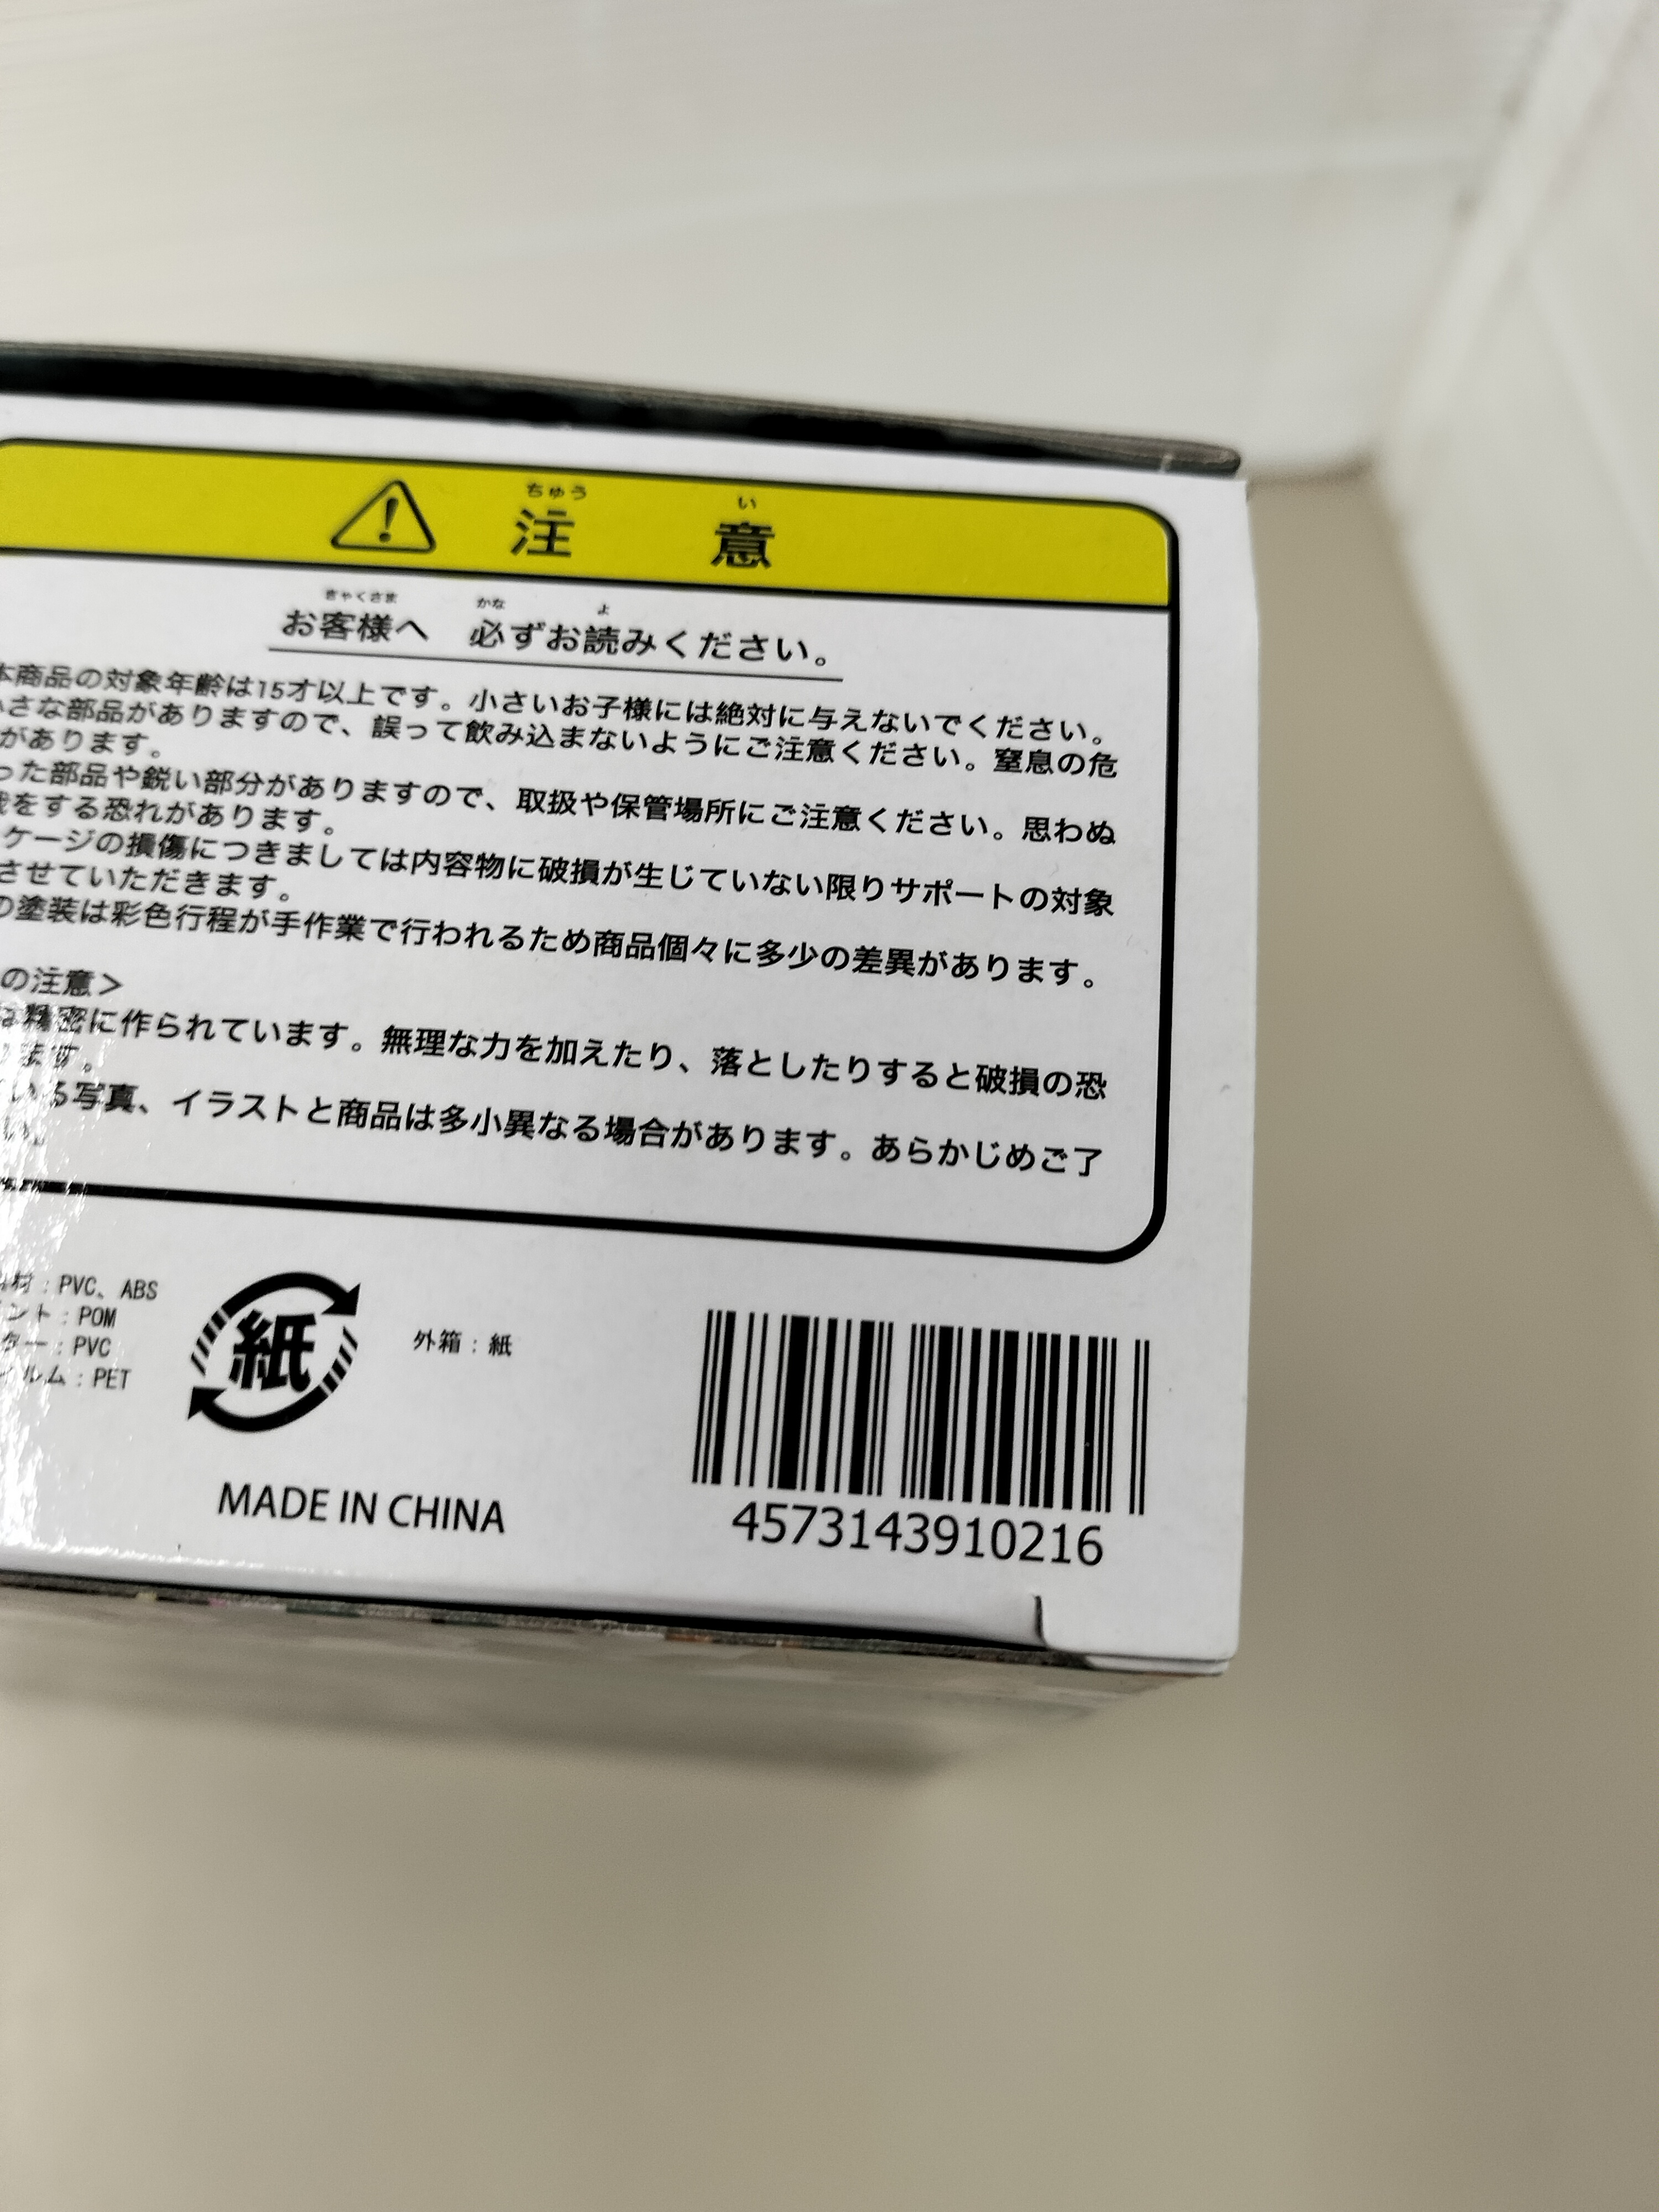 ちゅう い
注 意
きゃくさま かな よ
お客様へ 必ずお読みください。
本商品の対象年齢は15才以上です。小さいお子様には絶対に与えないでください。
さな部品がありますので、誤って飲み込まないようにご注意ください。窒息の危
があります。
った部品や鋭い部分がありますので、取扱や保管場所にご注意ください。思わぬ
をする恐れがあります。
ケージの損傷につきましては内容物に破損が生じていない限りサポートの対象
させていただきます。
の塗装は彩色行程が手作業で行われるため商品個々に多少の差異があります。
の注意＞
精密に作られています。無理な力を加えたり、落としたりすると破損の恐
ます。
いる写真、イラストと商品は多小異なる場合があります。あらかじめご了
い。
材：PVC、ABS
ント：POM
ター：PVC
ィルム：PET
紙
外箱：紙
MADE IN CHINA
4573143910216